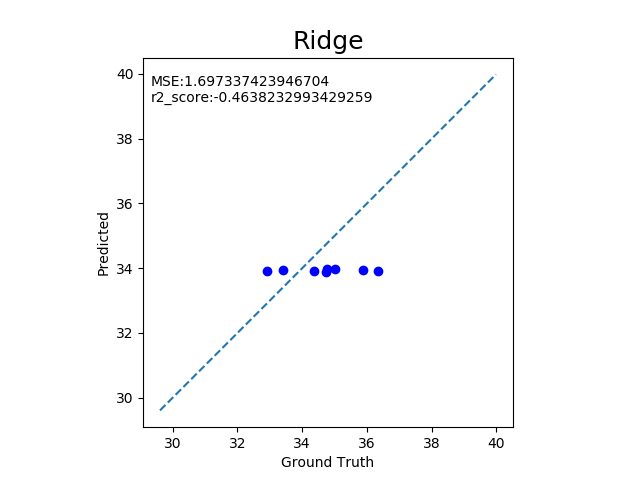 Ridge
MSE:1.697337423946704
r2_score:-0.4638232993429259
40
38
36
34
32
30
Predicted
30 32 34 36 38 40
Ground Truth